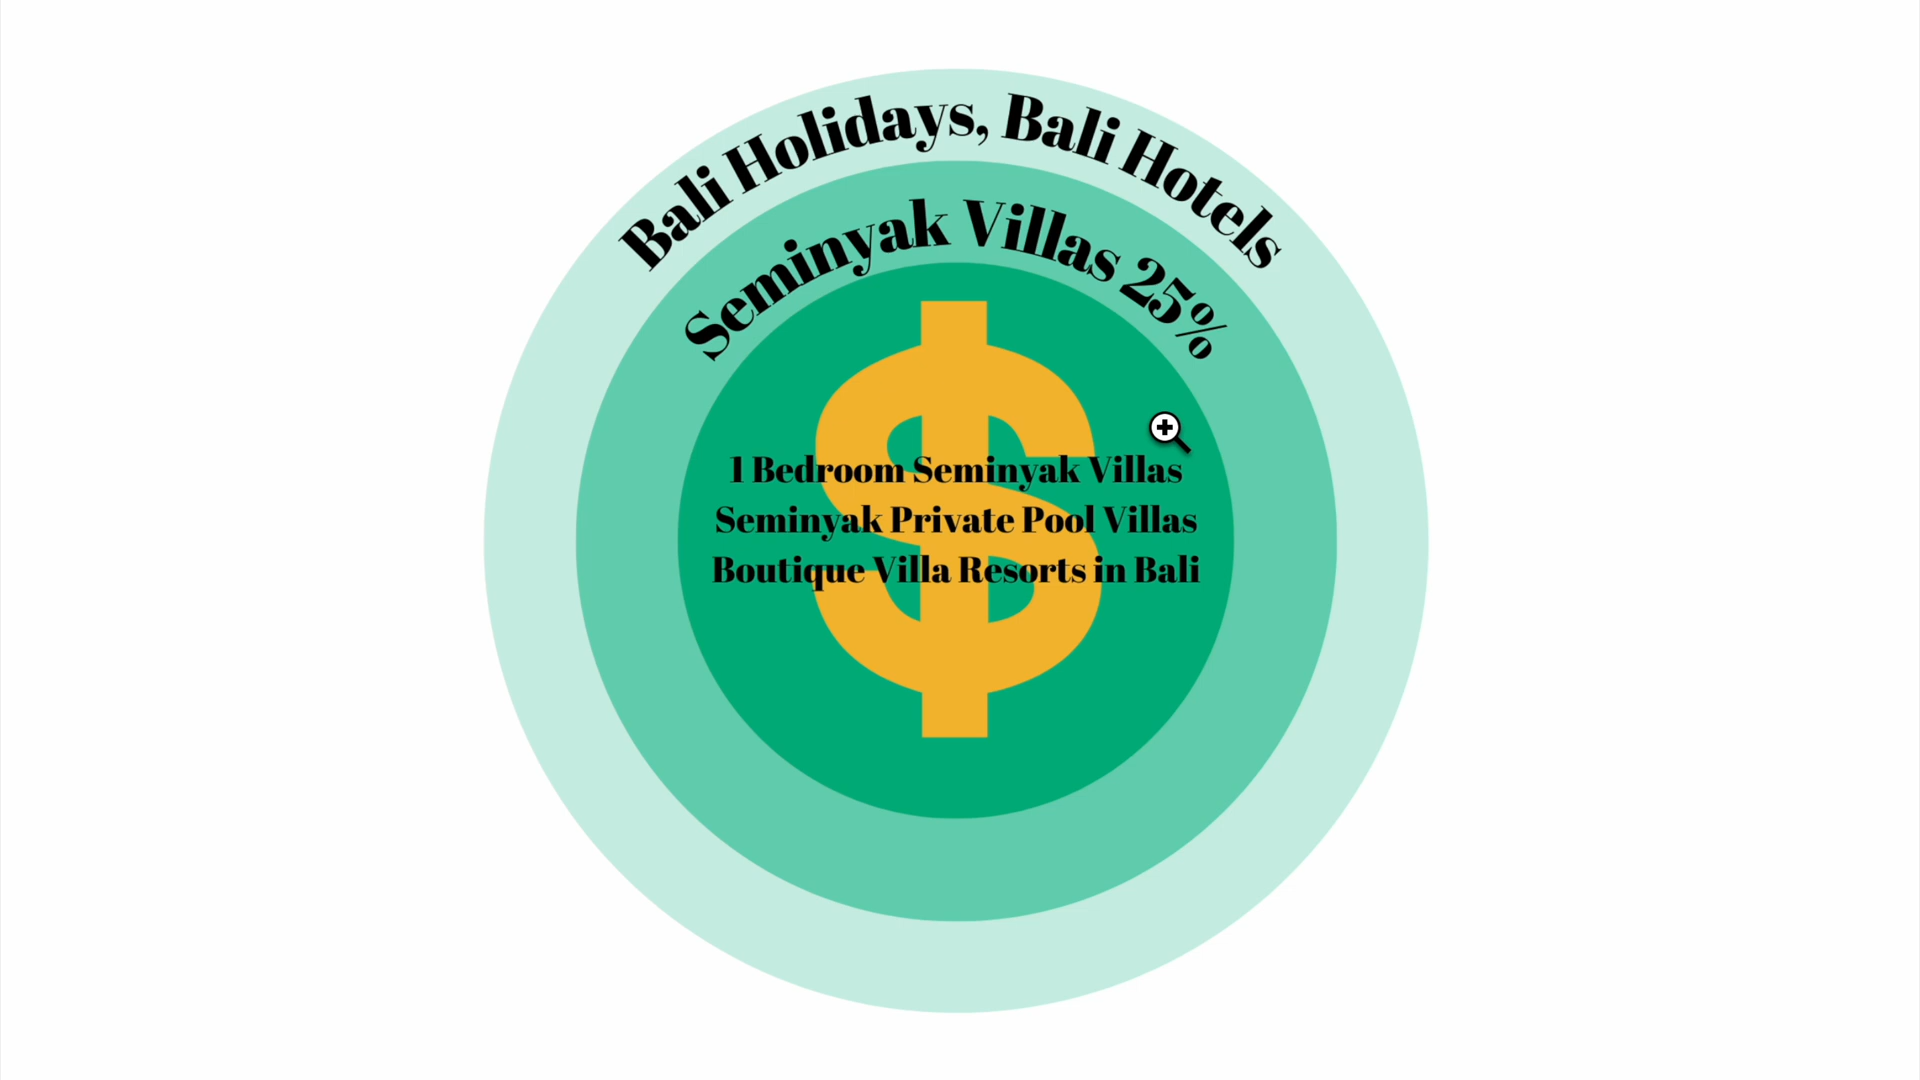 Bali Holidays, Bali Hotels
Seminyak Villas 25%
1 Bedroom Seminyak Villas
Seminyak Private Pool Villas
Boutique Villa Resorts in Bali